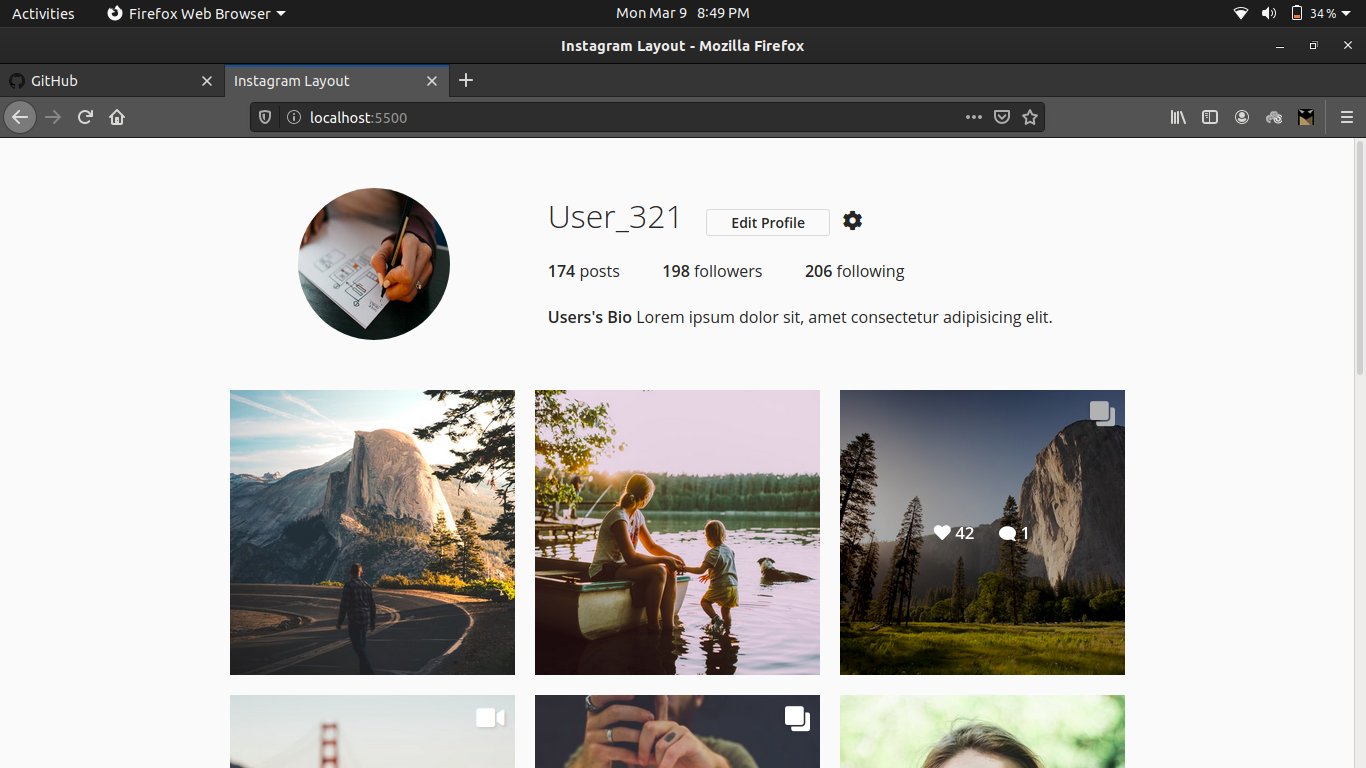 Activities Firefox Web Browser Mon Mar 9 8:49 PM 34 %
Instagram Layout - Mozilla Firefox
GitHub Instagram Layout
localhost:5500
User_321 Edit Profile
174 posts 198 followers 206 following
Users's Bio Lorem ipsum dolor sit, amet consectetur adipisicing elit.
42 1